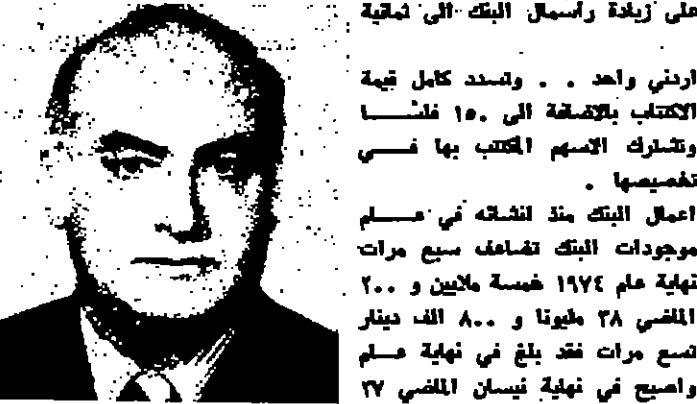 على زيادة رأسمال البنك الى ثمانية
اردني واحد . . وتسدد كامل قيمة
الاكتتاب بالاضافة الى ١٥٠ فلسا
وتشترك الاسهم المكتتب بها في
تخصيصها .
اعمال البنك منذ انشائه في عام
موجودات البنك تضاعف سبع مرات
نهاية عام ١٩٧٤ خمسة ملايين و ٢٠٠
الماضي ٣٨ مليونا و ٨٠٠ الف دينار
تسع مرات فقد بلغ في نهاية عام
واصبح في نهاية نيسان الماضي ٢٧